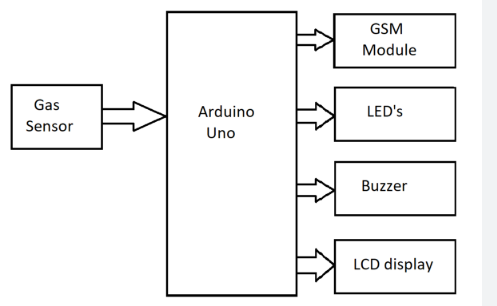 Gas
Sensor
Arduino
Uno
GSM
Module
LED's
Buzzer
LCD display